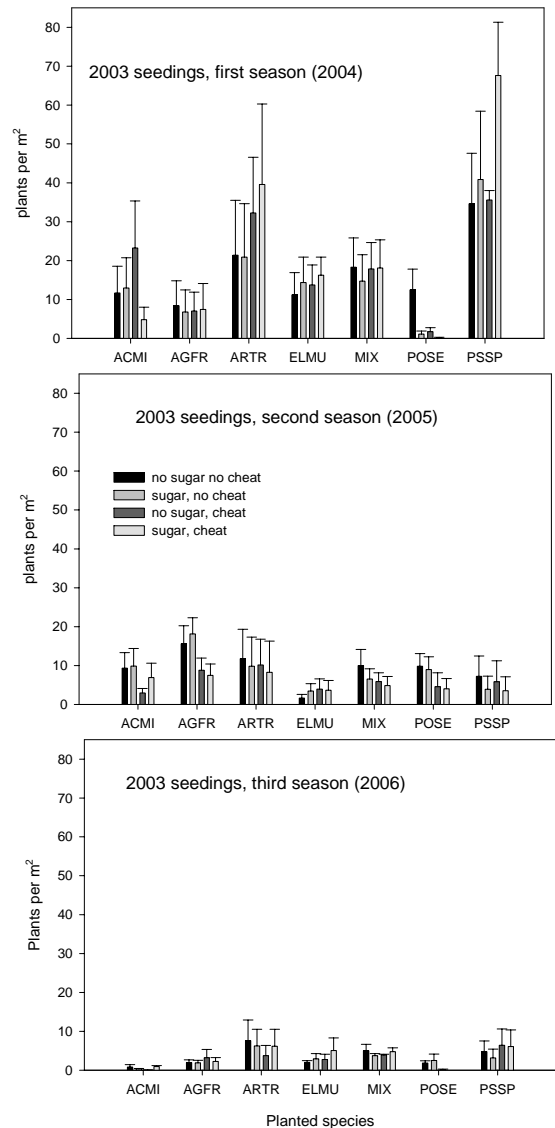 2003 seedings, first season (2004)
plants per m²
80
70
60
50
40
30
20
10
0
ACMI AGFR ARTR ELMU MIX POSE PSSP
2003 seedings, second season (2005)
plants per m²
80
70
60
50
40
30
20
10
0
no sugar no cheat
sugar, no cheat
no sugar, cheat
sugar, cheat
ACMI AGFR ARTR ELMU MIX POSE PSSP
2003 seedings, third season (2006)
Plants per m²
80
70
60
50
40
30
20
10
0
ACMI AGFR ARTR ELMU MIX POSE PSSP
Planted species